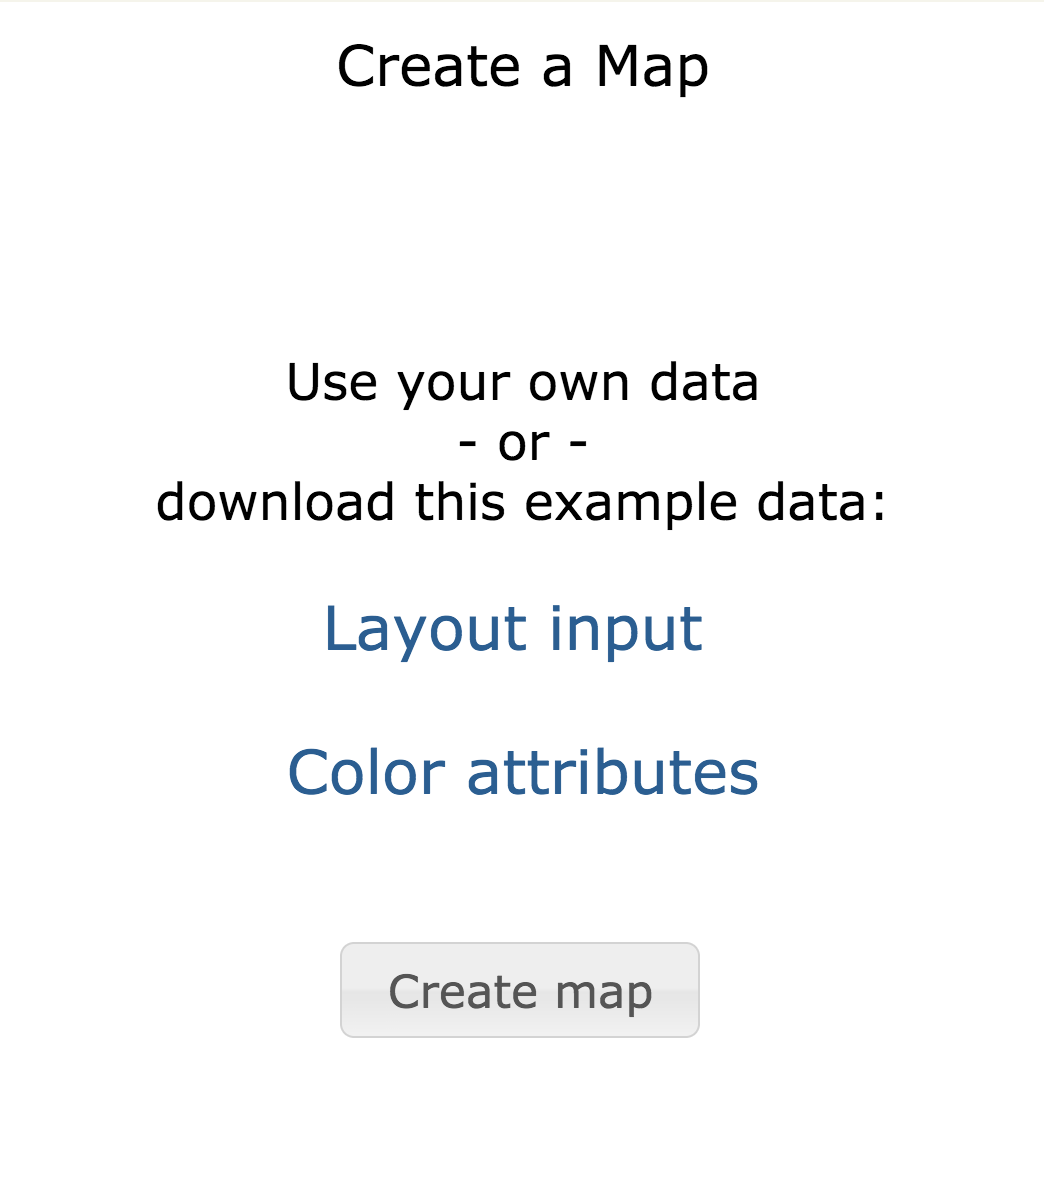 Create a Map
Use your own data
- or -
download this example data:
Layout input
Color attributes
Create map